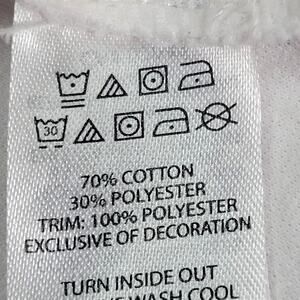 30
70% COTTON
30% POLYESTER
TRIM: 100% POLYESTER
EXCLUSIVE OF DECORATION
TURN INSIDE OUT
WASH COOL